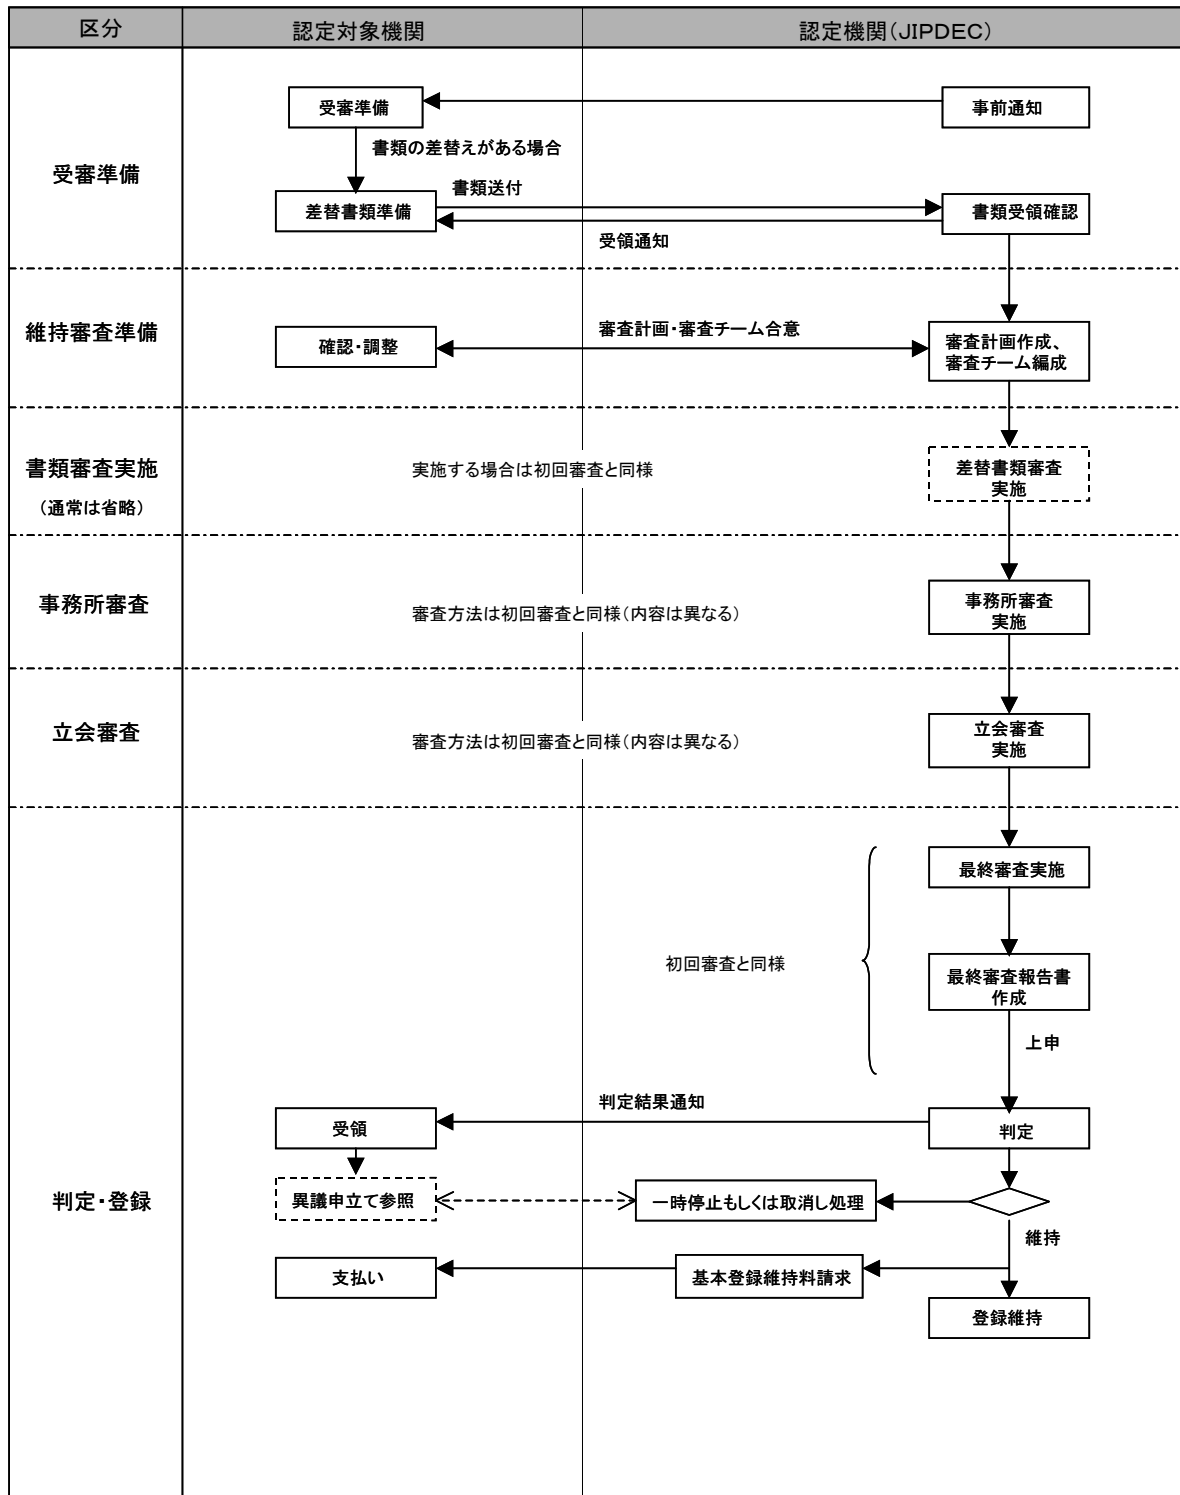 区分
認定対象機関
認定機関(JIPDEC)
受審準備
受審準備
事前通知
書類の差替えがある場合
差替書類準備
書類送付
書類受領確認
受領通知
維持審査準備
確認・調整
審査計画・審査チーム合意
審査計画作成、
審査チーム編成
書類審査実施
(通常は省略)
実施する場合は初回審査と同様
差替書類審査
実施
事務所審査
審査方法は初回審査と同様(内容は異なる)
事務所審査
実施
立会審査
審査方法は初回審査と同様(内容は異なる)
立会審査
実施
判定・登録
最終審査実施
初回審査と同様
最終審査報告書
作成
上申
判定結果通知
受領
判定
異議申立て参照
一時停止もしくは取消し処理
維持
支払い
基本登録維持料請求
登録維持